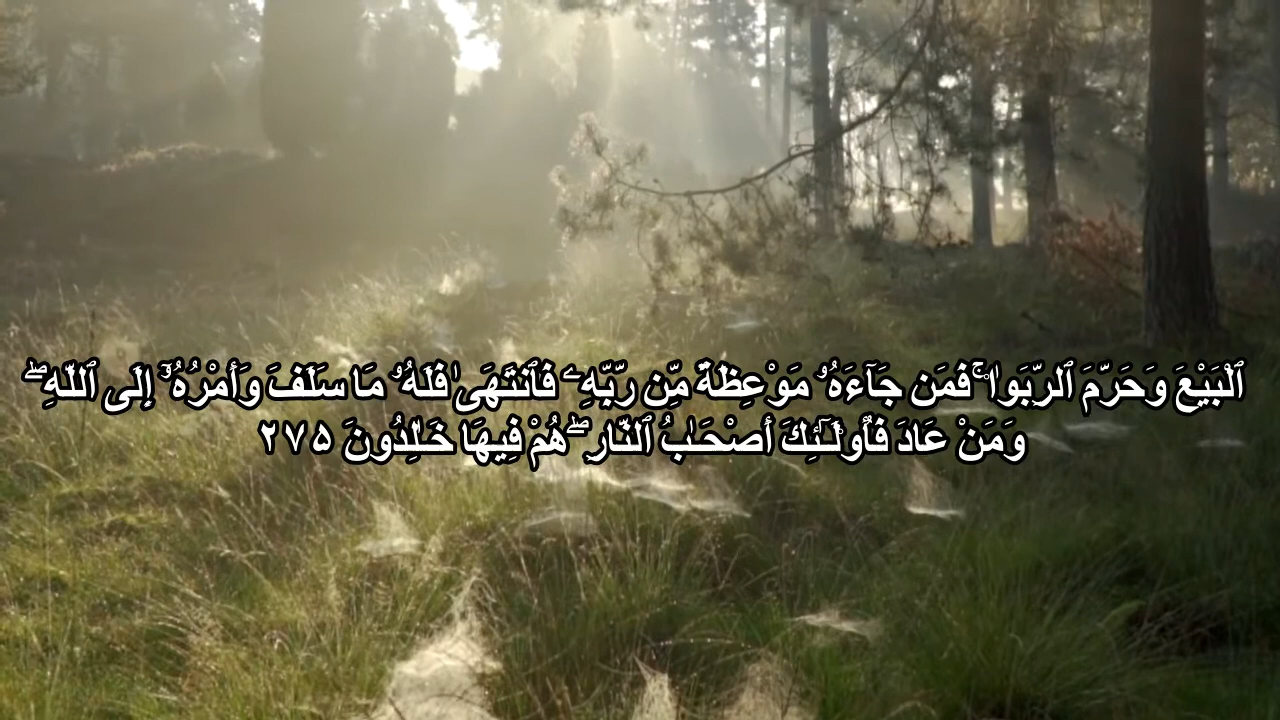 ٱلْبَيْعَ وَحَرَّمَ ٱلرِّبَوٰا۟ ۚ فَمَن جَآءَهُۥ مَوْعِظَةٌ مِّن رَّبِّهِۦ فَٱنتَهَىٰ فَلَهُۥ مَا سَلَفَ وَأَمْرُهُۥٓ إِلَى ٱللَّهِ ۖ
وَمَنْ عَادَ فَأُو۟لَـٰٓئِكَ أَصْحَـٰبُ ٱلنَّارِ ۖ هُمْ فِيهَا خَـٰلِدُونَ ٢٧٥